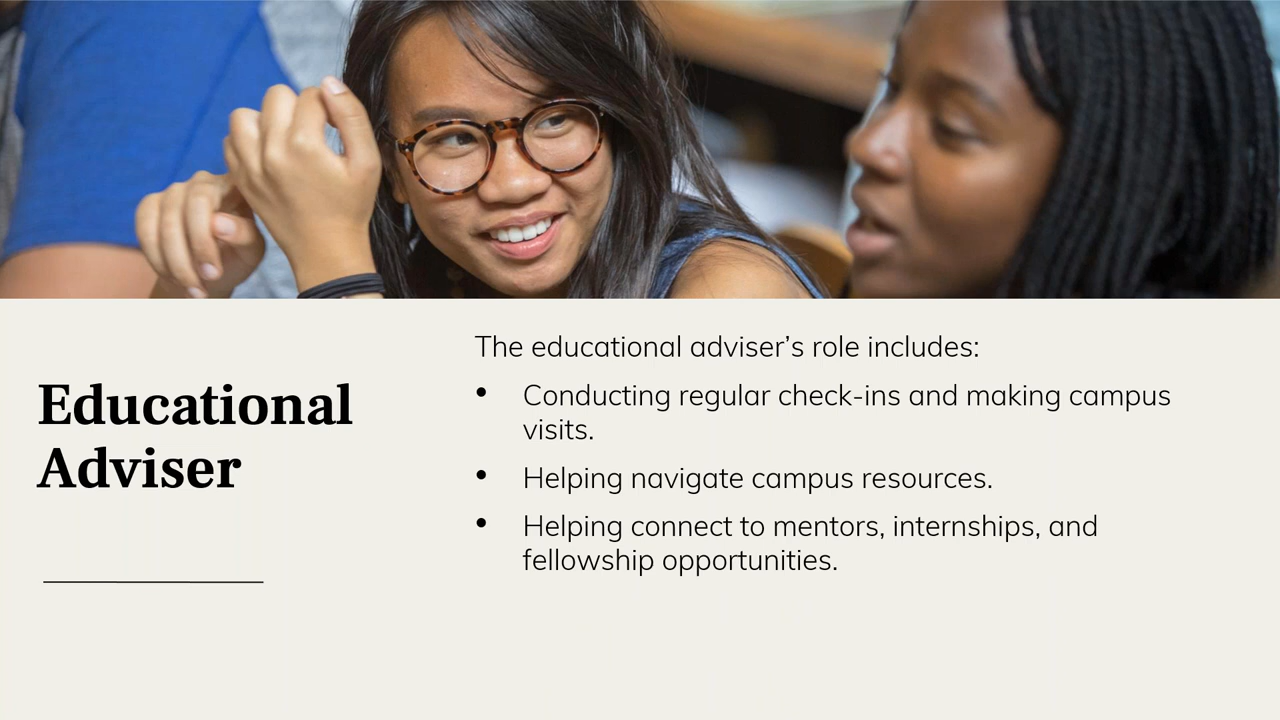 Educational
Adviser
The educational adviser’s role includes:
• Conducting regular check-ins and making campus
visits.
• Helping navigate campus resources.
• Helping connect to mentors, internships, and
fellowship opportunities.